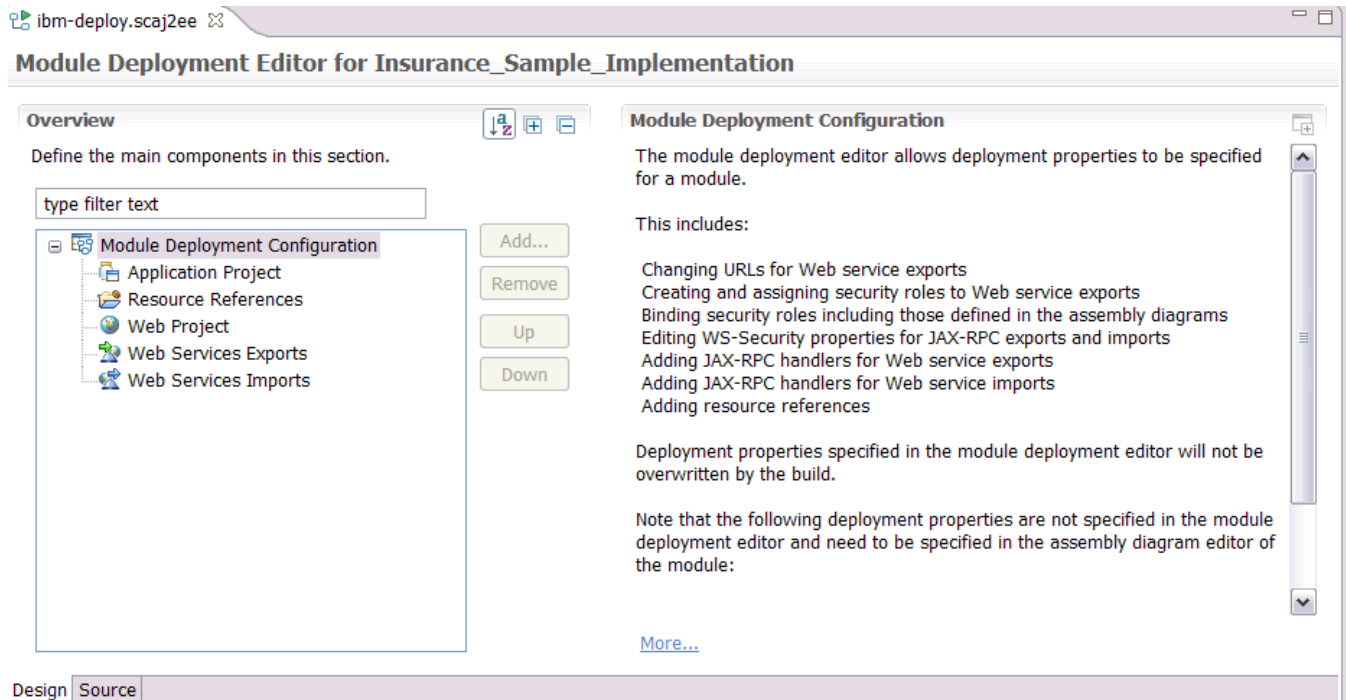 ibm-deploy.scaj2ee
Module Deployment Editor for Insurance_Sample_Implementation
Overview
Define the main components in this section.
type filter text
Module Deployment Configuration
Application Project
Resource References
Web Project
Web Services Exports
Web Services Imports
Add...
Remove
Up
Down
Module Deployment Configuration
The module deployment editor allows deployment properties to be specified
for a module.
This includes:
Changing URLs for Web service exports
Creating and assigning security roles to Web service exports
Binding security roles including those defined in the assembly diagrams
Editing WS-Security properties for JAX-RPC exports and imports
Adding JAX-RPC handlers for Web service exports
Adding JAX-RPC handlers for Web service imports
Adding resource references
Deployment properties specified in the module deployment editor will not be
overwritten by the build.
Note that the following deployment properties are not specified in the module
deployment editor and need to be specified in the assembly diagram editor of
the module:
More...
Design Source